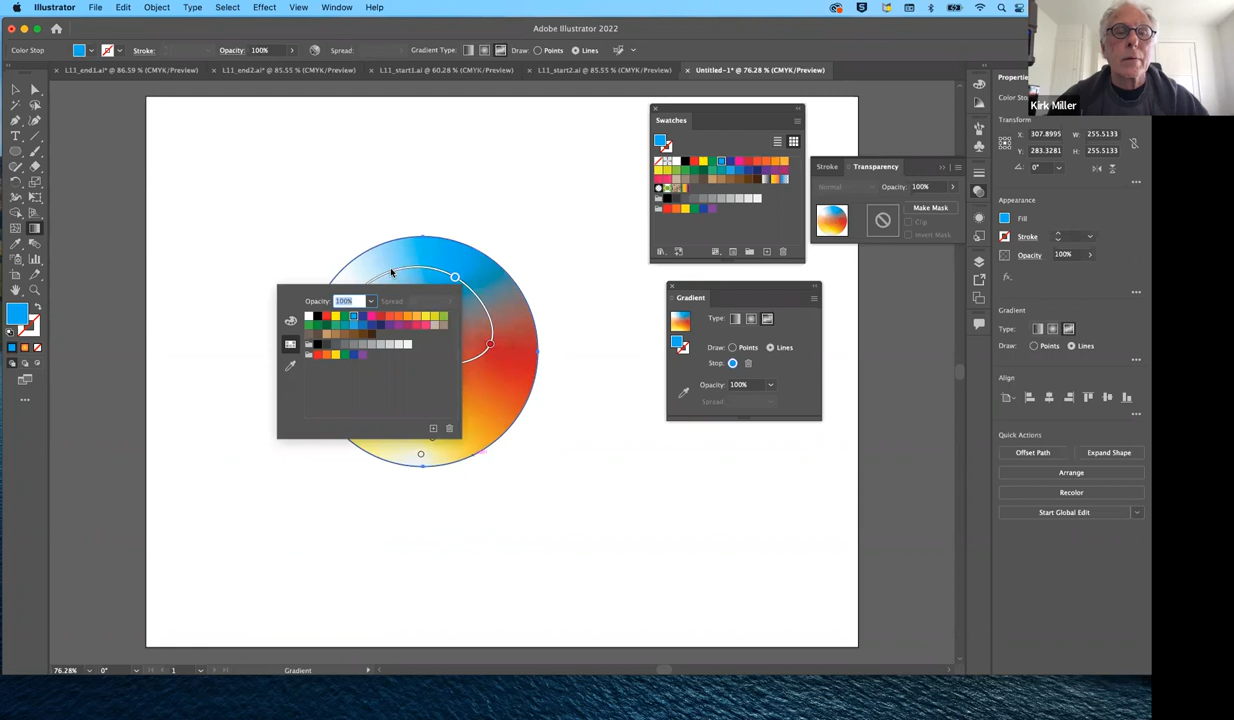 Illustrator File Edit Object Type Select Effect View Window Help
Adobe Illustrator 2022
Color Stop Stroke: Opacity: 100% Spread: Gradient Type: Draw: Points Lines
L11_end1.ai* @ 86.59 % (CMYK/Preview) L11_end2.ai* @ 85.55 % (CMYK/Preview) L11_start1.ai @ 60.28 % (CMYK/Preview) L11_start2.ai @ 85.55 % (CMYK/Preview) Untitled-1* @ 76.28 % (CMYK/Preview)
Kirk Miller
Properties
Color Sto
Transform
X: 307.8995 W: 255.5133
Y: 283.3281 H: 255.5133
0°
Appearance
Fill
Stroke
Opacity 100%
fx.
Gradient
Type:
Draw: Points Lines
Align
Quick Actions
Offset Path Expand Shape
Arrange
Recolor
Start Global Edit
Swatches
Stroke Transparency
Normal Opacity: 100%
Make Mask
Clip
Invert Mask
Gradient
Type:
Draw: Points Lines
Stop:
Opacity: 100%
Spread:
Opacity: 100% Spread:
76.28% 0° 1 Gradient